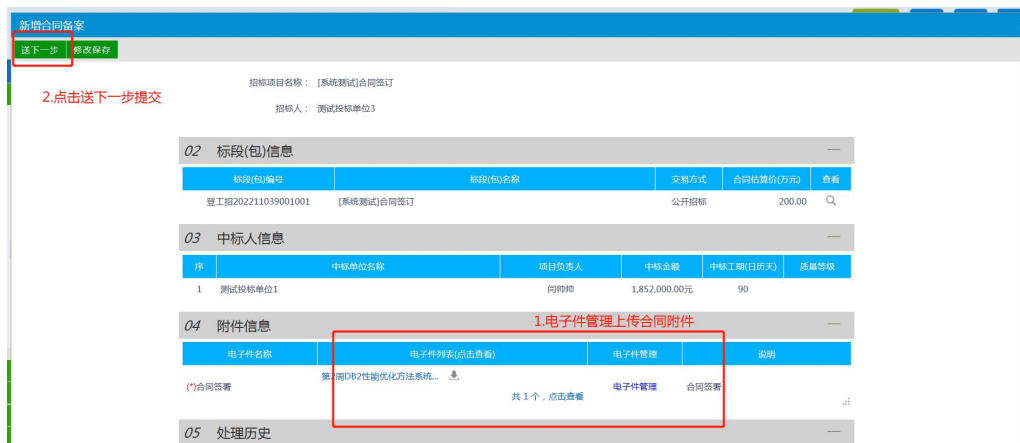 新增合同备案
送下一步 修改保存
招标项目名称： [系统测试]合同签订
2.点击送下一步提交
招标人： 测试投标单位3
02 标段(包)信息
标段(包)编号 标段(包)名称 交易方式 合同估算价(万元) 查看
登工招202211039001001 [系统测试]合同签订 公开招标 200.00
03 中标人信息
序 中标单位名称 项目负责人 中标金额 中标工期(日历天) 质量等级
1 测试投标单位1 闫帅帅 1,852,000.00元 90
1.电子件管理上传合同附件
04 附件信息
电子件名称 电子件列表(点击查看) 电子件管理 说明
第2周DB2性能优化方法系统...
(*)合同签署 电子件管理 合同签署
共 1 个，点击查看
05 处理历史